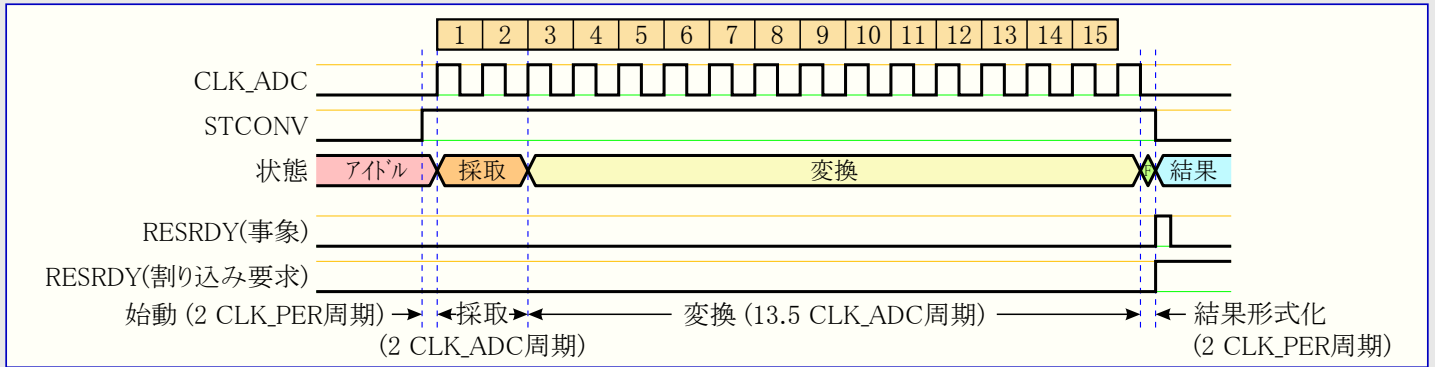 1 2 3 4 5 6 7 8 9 10 11 12 13 14 15
CLK_ADC
STCONV
状態 アイドル 採取 変換 F 結果
RESRDY(事象)
RESRDY(割り込み要求)
始動 (2 CLK_PER周期) 採取 変換 (13.5 CLK_ADC周期) 結果形式化
(2 CLK_ADC周期) (2 CLK_PER周期)